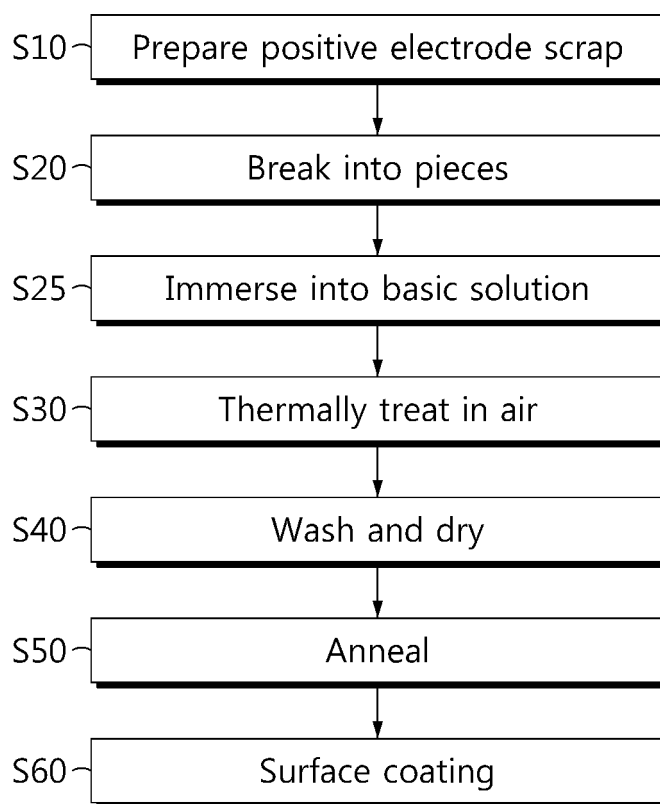 S10 Prepare positive electrode scrap
S20 Break into pieces
S25 Immerse into basic solution
S30 Thermally treat in air
S40 Wash and dry
S50 Anneal
S60 Surface coating